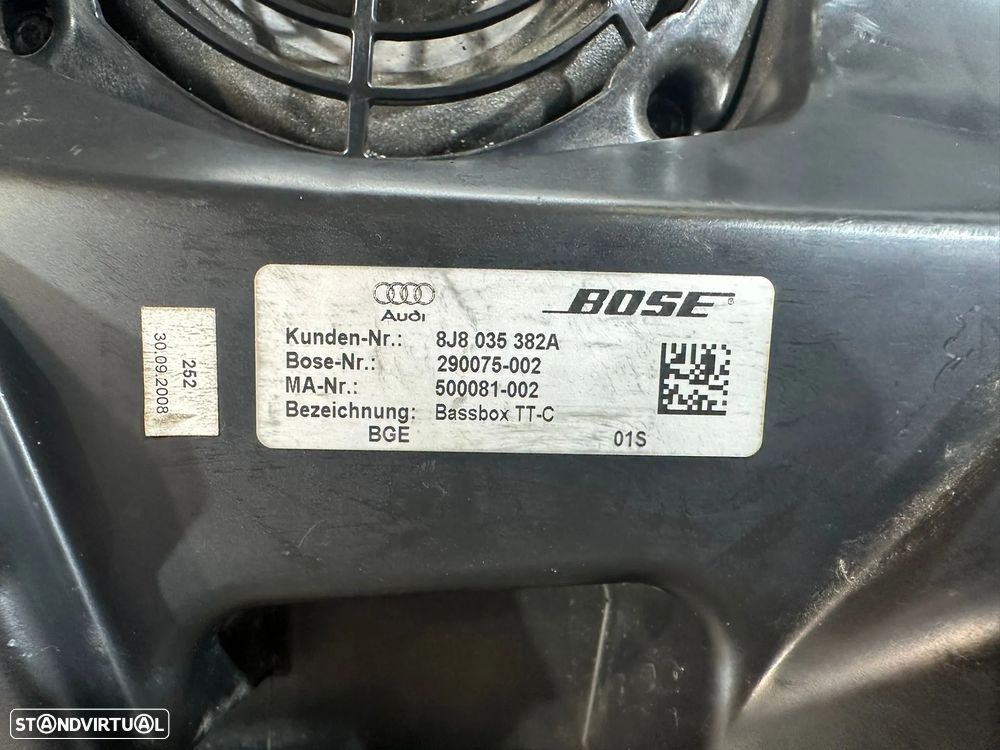 Audi
BOSE
Kunden-Nr.: 8J8 035 382A
Bose-Nr.: 290075-002
MA-Nr.: 500081-002
Bezeichnung: Bassbox TT-C
BGE 01S
252
30.09.2008
STANDVIRTUAL